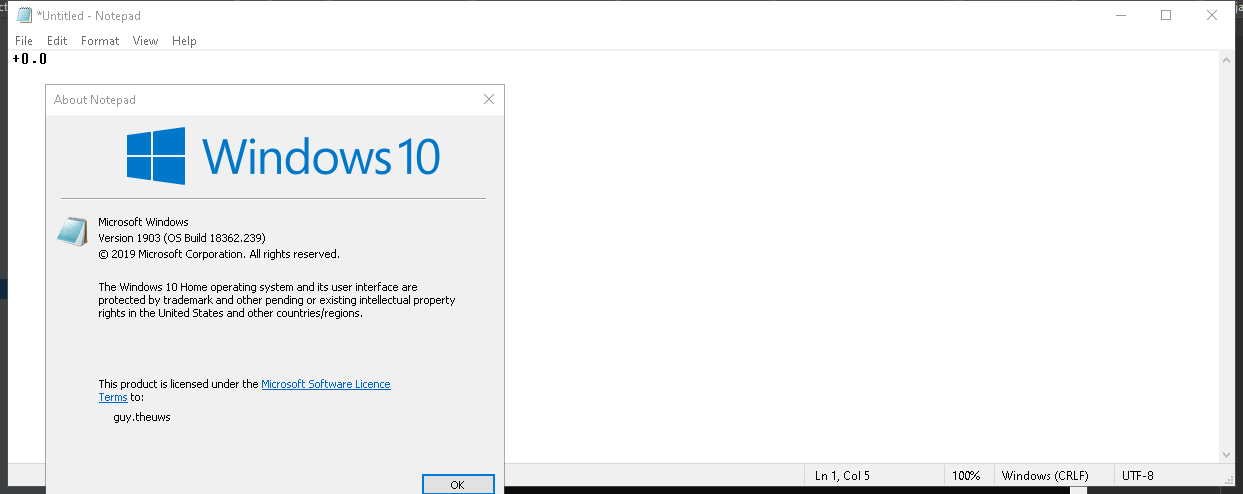 *Untitled - Notepad
File Edit Format View Help
+0.0
About Notepad
Windows 10
Microsoft Windows
Version 1903 (OS Build 18362.239)
© 2019 Microsoft Corporation. All rights reserved.
The Windows 10 Home operating system and its user interface are
protected by trademark and other pending or existing intellectual property
rights in the United States and other countries/regions.
This product is licensed under the Microsoft Software Licence
Terms to:
guy.theuws
OK
Ln 1, Col 5 100% Windows (CRLF) UTF-8